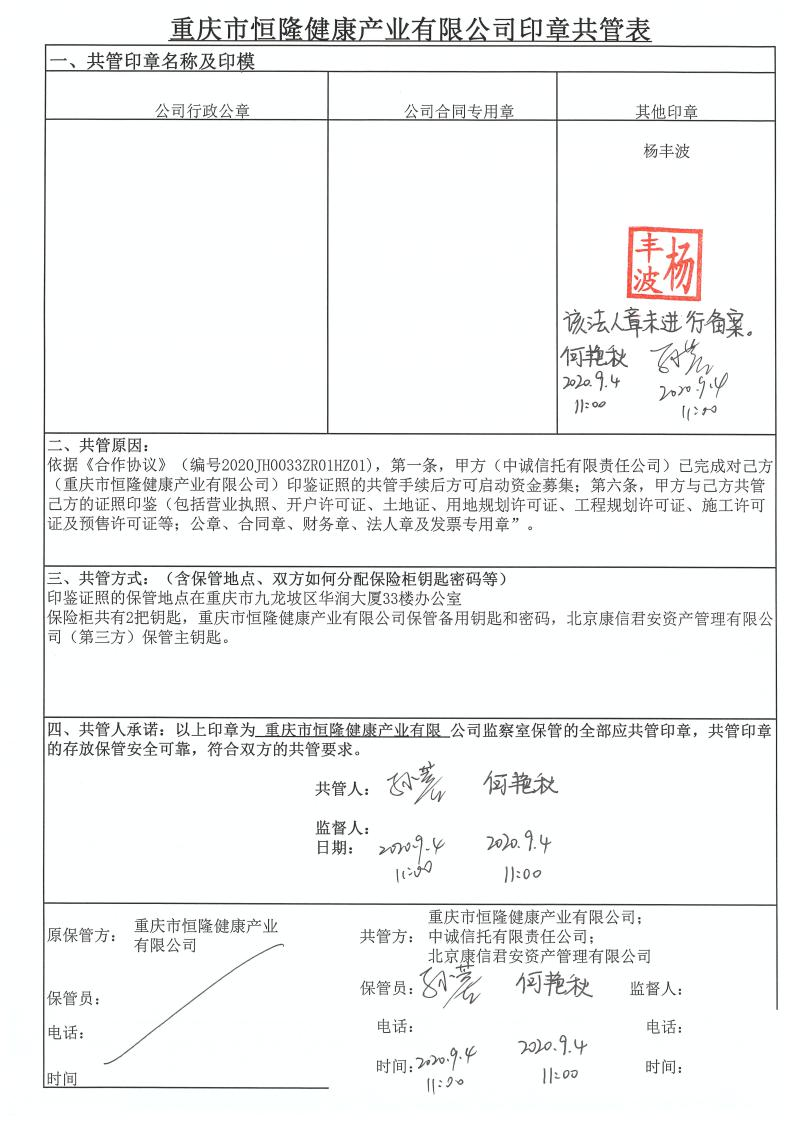 重庆市恒隆健康产业有限公司印章共管表
一、共管印章名称及印模
公司行政公章
公司合同专用章
其他印章
杨丰波
杨丰波
该法人章未进行备案。
何艳秋
2020.9.4
2020.9.4
11:00
11:00
二、共管原因：
依据《合作协议》（编号2020JH0033ZR01HZ01），第一条，甲方（中诚信托有限责任公司）已完成对己方
（重庆市恒隆健康产业有限公司）印鉴证照的共管手续后方可启动资金募集；第六条，甲方与己方共管
己方的证照印鉴（包括营业执照、开户许可证、土地证、用地规划许可证、工程规划许可证、施工许可
证及预售许可证等；公章、合同章、财务章、法人章及发票专用章”。
三、共管方式：（含保管地点、双方如何分配保险柜钥匙密码等）
印鉴证照的保管地点在重庆市九龙坡区华润大厦33楼办公室
保险柜共有2把钥匙，重庆市恒隆健康产业有限公司保管备用钥匙和密码，北京康信君安资产管理有限公
司（第三方）保管主钥匙。
四、共管人承诺：以上印章为 重庆市恒隆健康产业有限 公司监察室保管的全部应共管印章，共管印章
的存放保管安全可靠，符合双方的共管要求。
共管人：
何艳秋
监督人：
日期：
2020.9.4
2020.9.4
11:00
11:00
原保管方：
重庆市恒隆健康产业
有限公司
保管员：
电话：
时间
共管方：
重庆市恒隆健康产业有限公司；
中诚信托有限责任公司；
北京康信君安资产管理有限公司
保管员：
何艳秋
监督人：
电话：
电话：
时间：
2020.9.4
2020.9.4
时间：
11:00
11:00